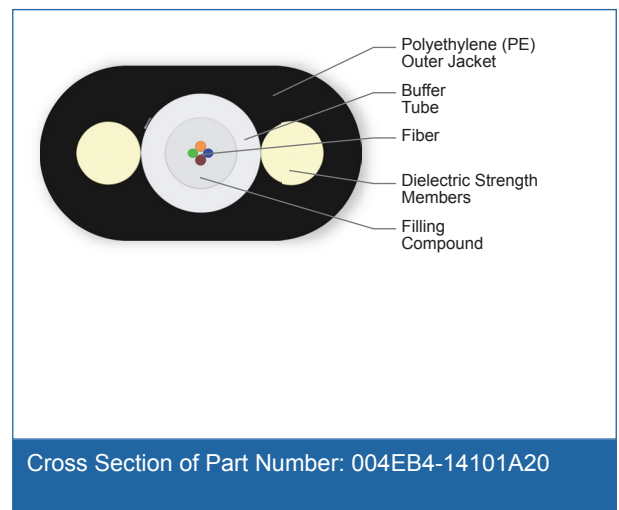 Polyethylene (PE)
Outer Jacket
Buffer
Tube
Fiber
Dielectric Strength
Members
Filling
Compound
Cross Section of Part Number: 004EB4-14101A20